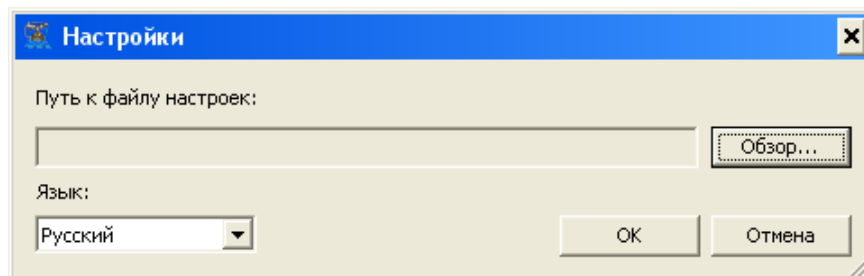 Настройки
Путь к файлу настроек:
Обзор...
Язык:
Русский
OK
Отмена